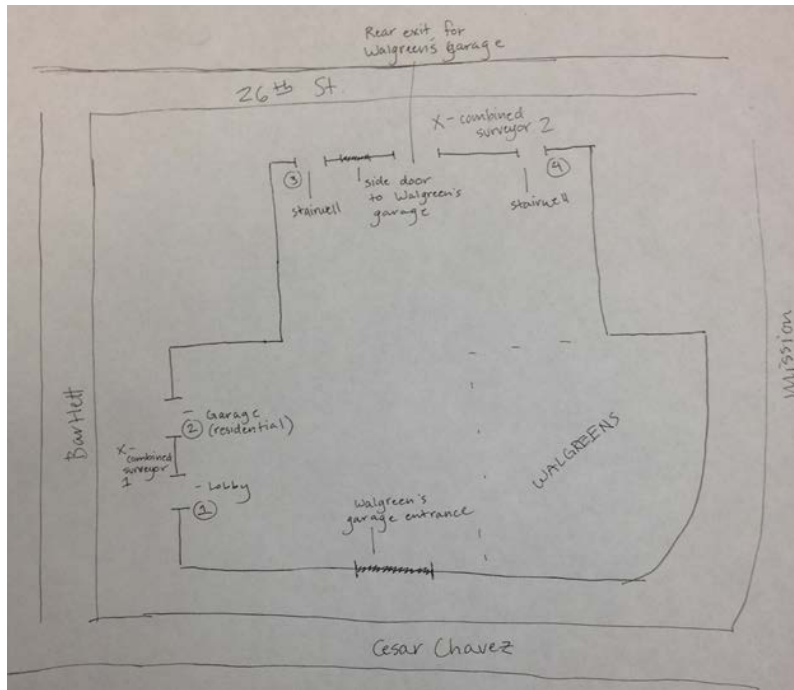 Rear exit for
Walgreen's Garage
26th St.
X - combined
surveyor 2
3
4
stairwell
side door
to Walgreen's
garage
stairwell
Mission
Bartlett
- Garage
2 (residential)
X-
combined
surveyor
1
- Lobby
1
WALGREENS
Walgreen's
garage entrance
Cesar Chavez